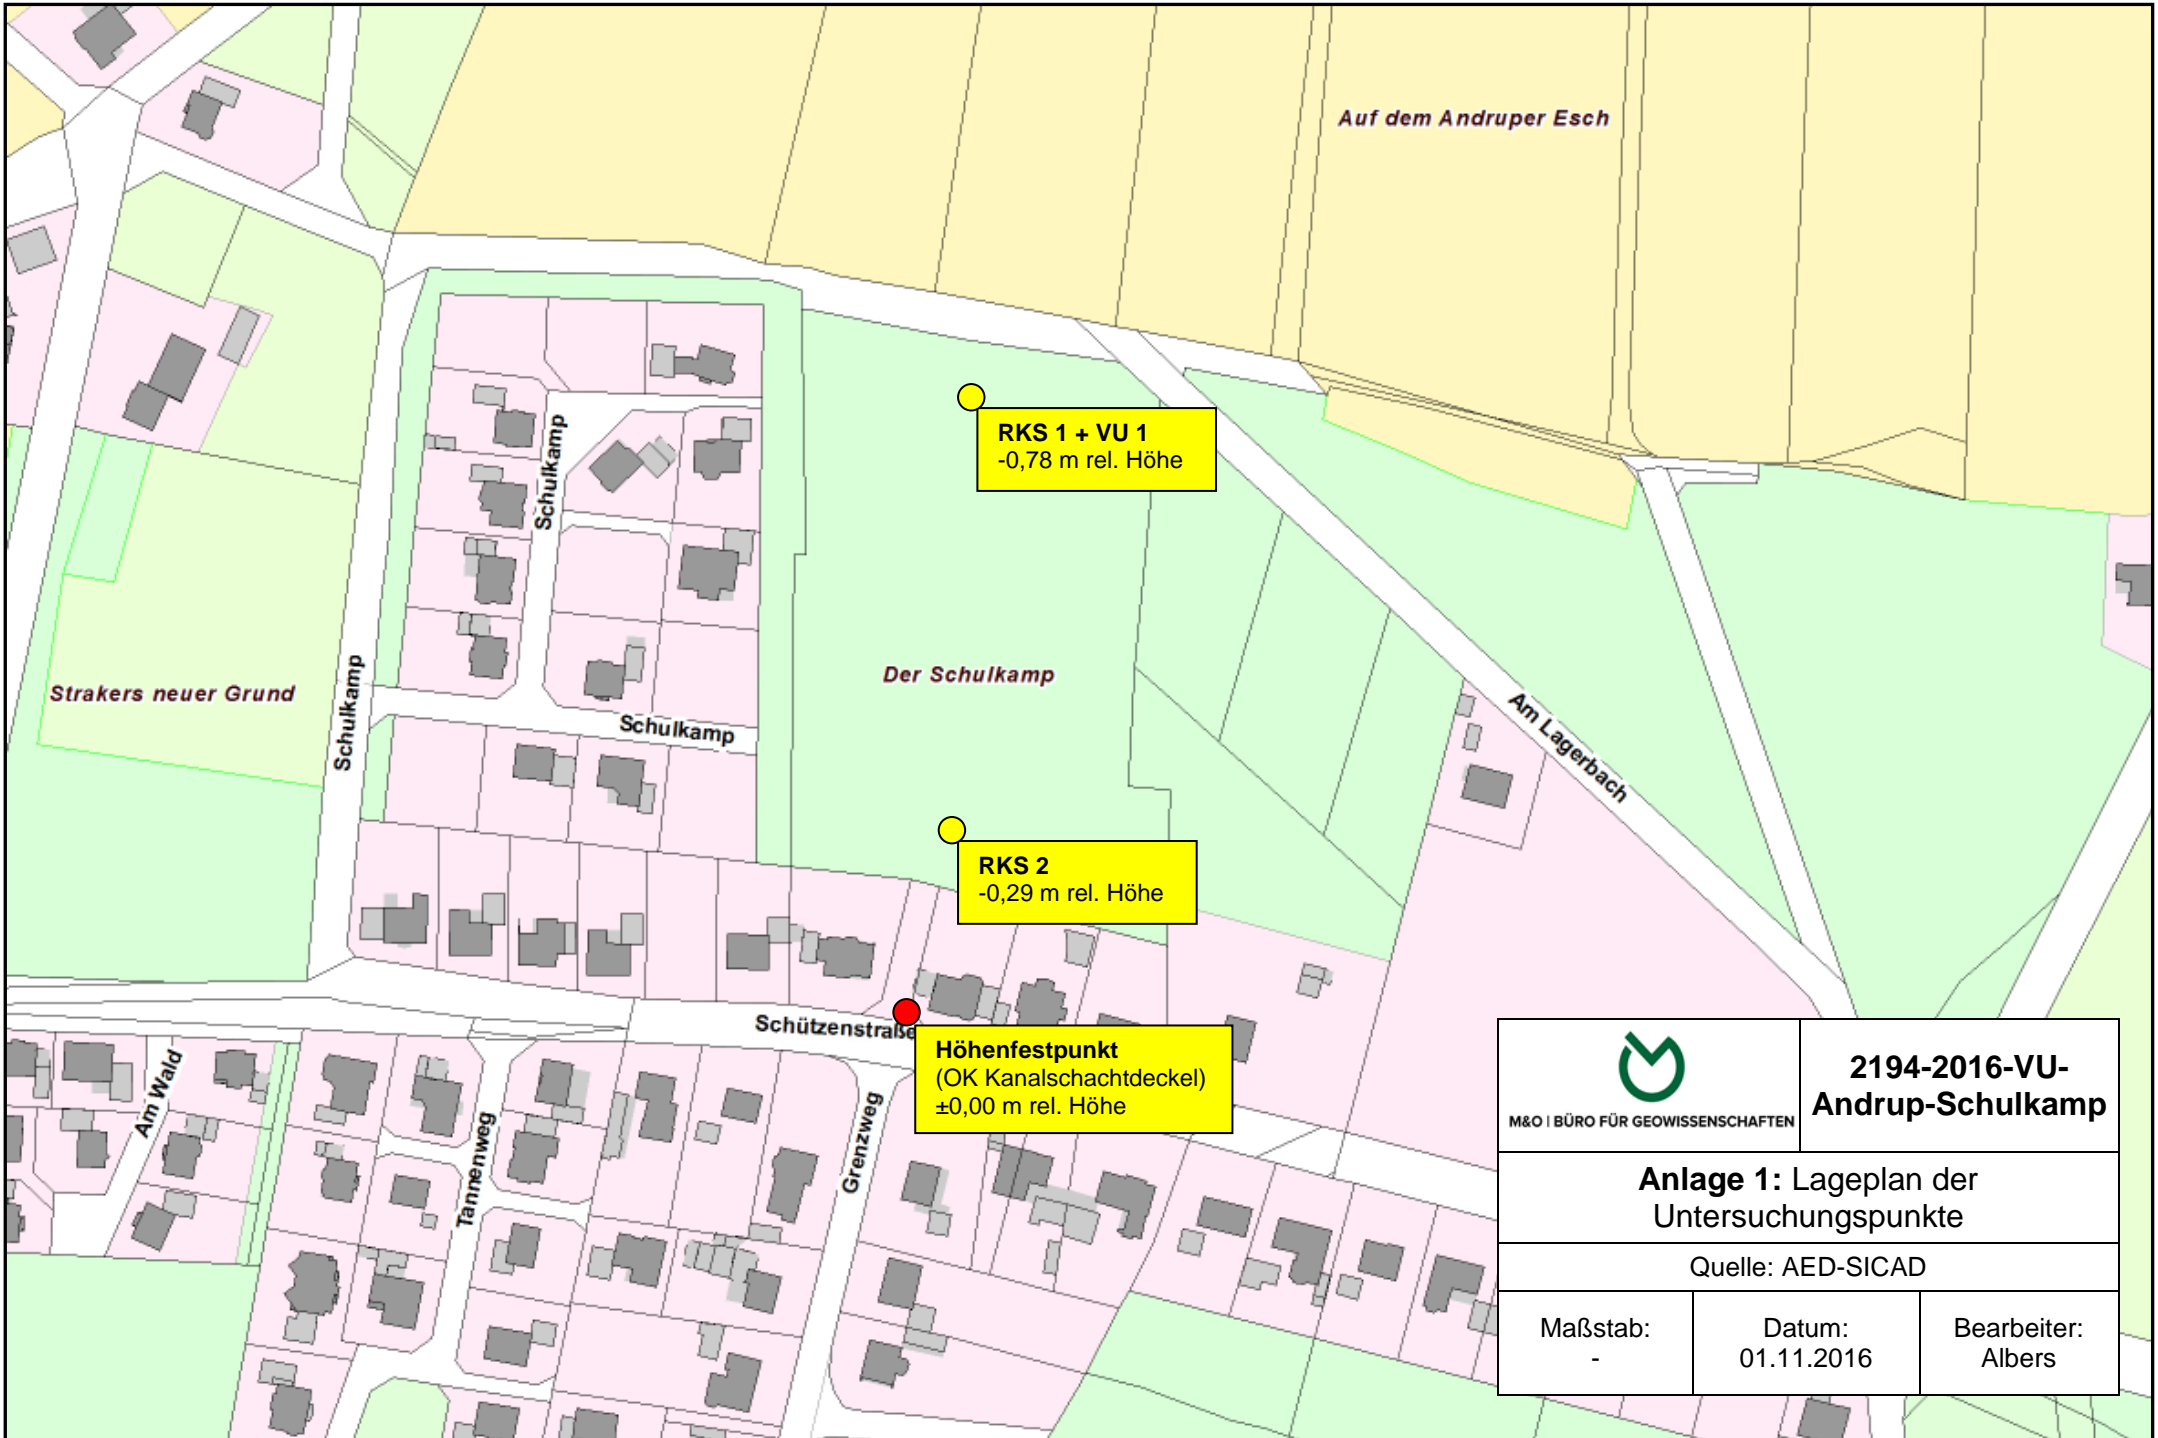 Auf dem Andruper Esch
RKS 1 + VU 1
-0,78 m rel. Höhe
Schulkamp
Strakers neuer Grund
Schulkamp
Der Schulkamp
Schulkamp
Am Lagerbach
RKS 2
-0,29 m rel. Höhe
Schützenstraße
Höhenfestpunkt
(OK Kanalschachtdeckel)
±0,00 m rel. Höhe
Am Wald
Tannenweg
Grenzweg
M&O | BÜRO FÜR GEOWISSENSCHAFTEN
2194-2016-VU-
Andrup-Schulkamp
Anlage 1: Lageplan der
Untersuchungspunkte
Quelle: AED-SICAD
Maßstab:
-
Datum:
01.11.2016
Bearbeiter:
Albers